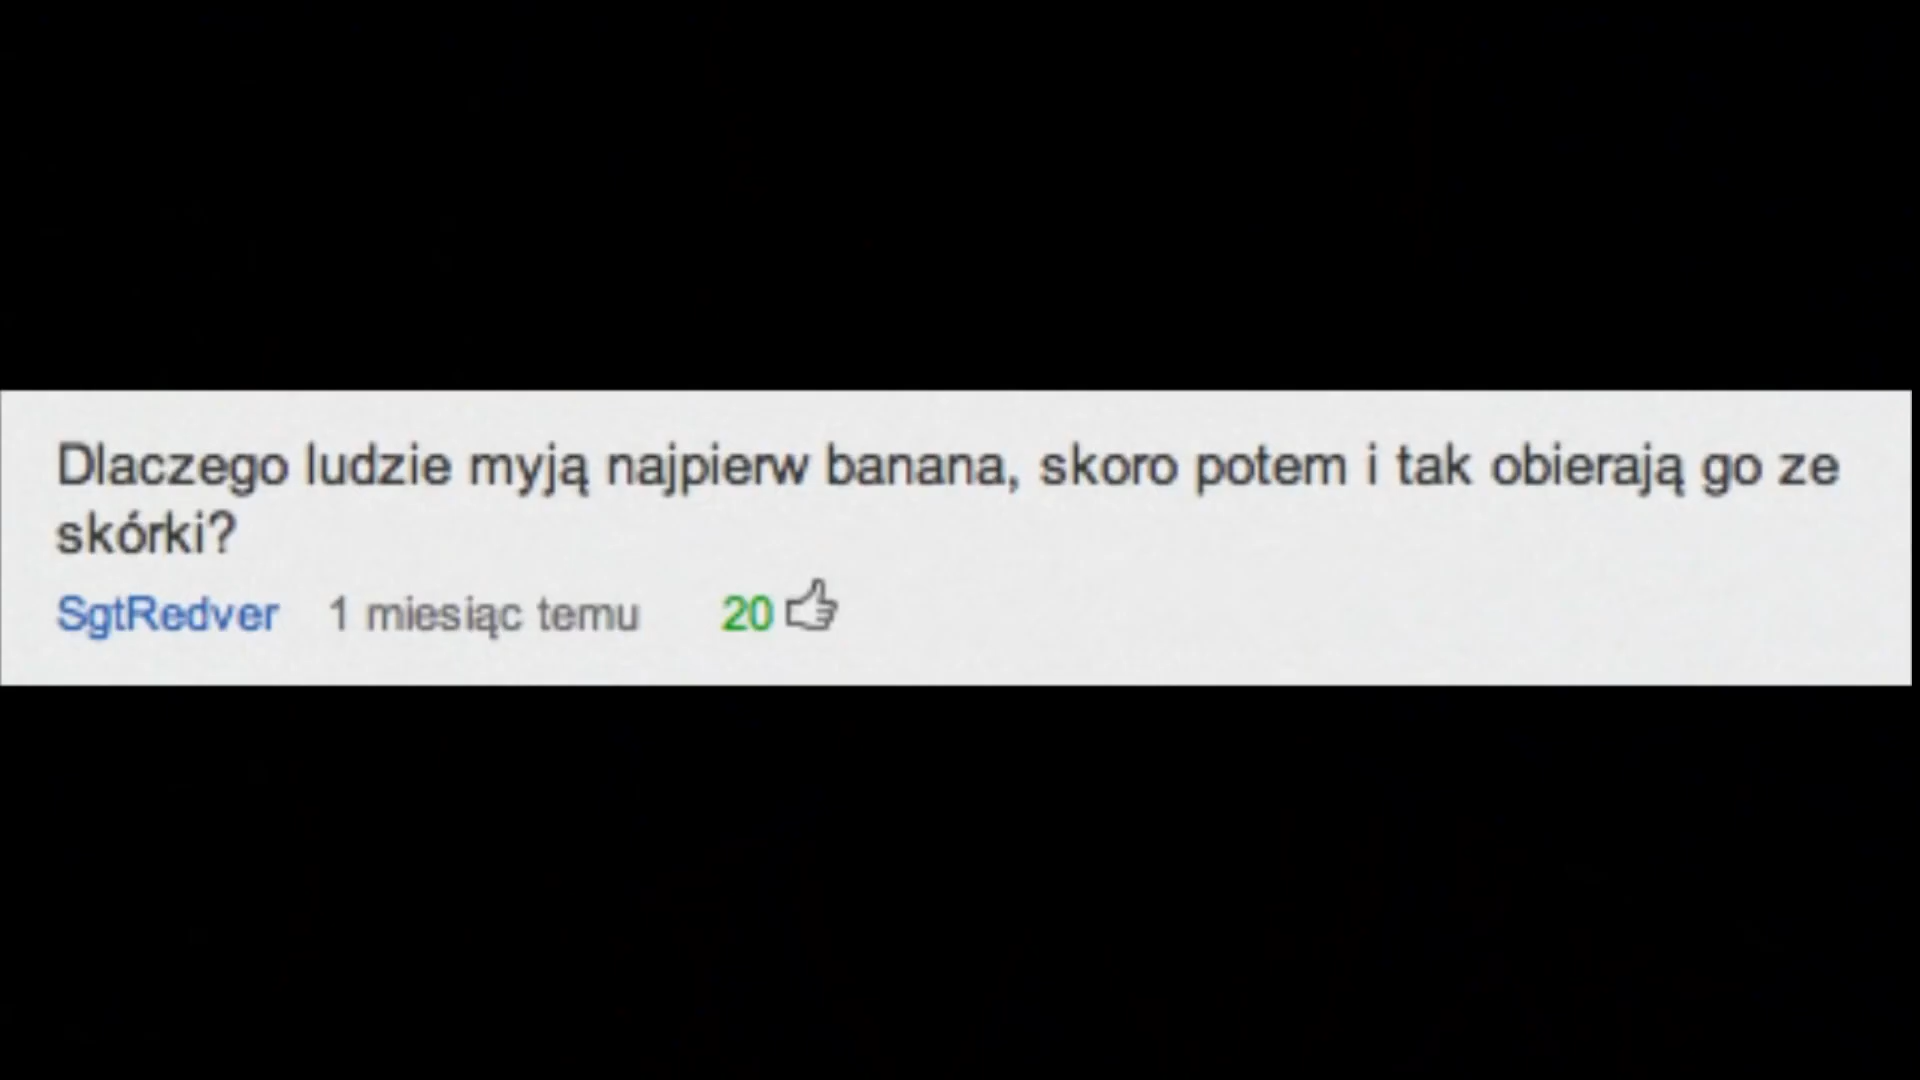 Dlaczego ludzie myją najpierw banana, skoro potem i tak obierają go ze
skórki?
SgtRedver 1 miesiąc temu 20